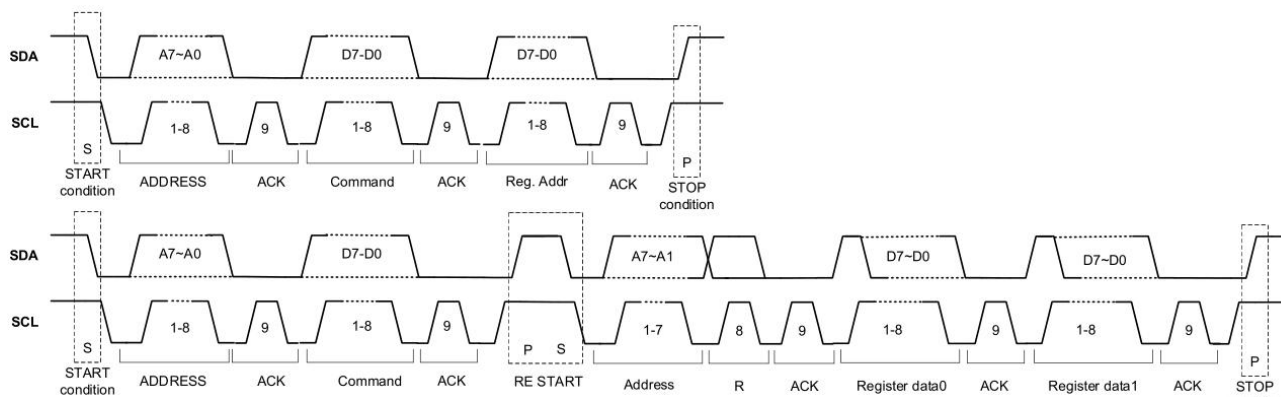 SDA A7~A0 D7-D0 D7-D0
SCL 1-8 9 1-8 9 1-8 9
S P
START condition ADDRESS ACK Command ACK Reg. Addr ACK STOP condition
SDA A7~A0 D7-D0 A7~A1 D7~D0 D7~D0
SCL 1-8 9 1-8 9 1-7 8 9 1-8 9 1-8 9
S P S P
START condition ADDRESS ACK Command ACK RE START Address R ACK Register data0 ACK Register data1 ACK STOP